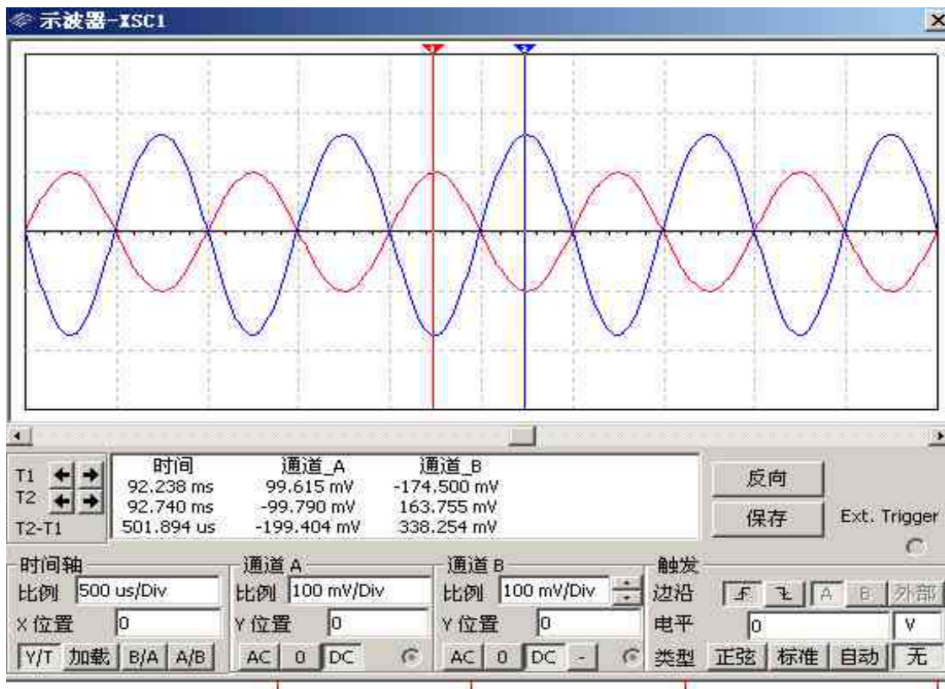 示波器-XSC1
1 2
时间 通道_A 通道_B
T1 92.238 ms 99.615 mV -174.500 mV
T2 92.740 ms -99.790 mV 163.755 mV
T2-T1 501.894 us -199.404 mV 338.254 mV
反向
保存
Ext. Trigger
时间轴
比例 500 us/Div
X 位置 0
Y/T 加载 B/A A/B
通道 A
比例 100 mV/Div
Y 位置 0
AC 0 DC
通道 B
比例 100 mV/Div
Y 位置 0
AC 0 DC -
触发
边沿 A B 外部
电平 0 V
类型 正弦 标准 自动 无